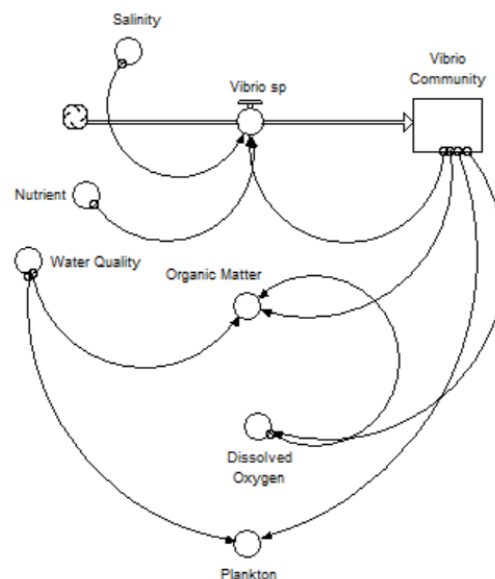 Salinity
Vibrio sp
Vibrio
Community
Nutrient
Water Quality
Organic Matter
Dissolved
Oxygen
Plankton